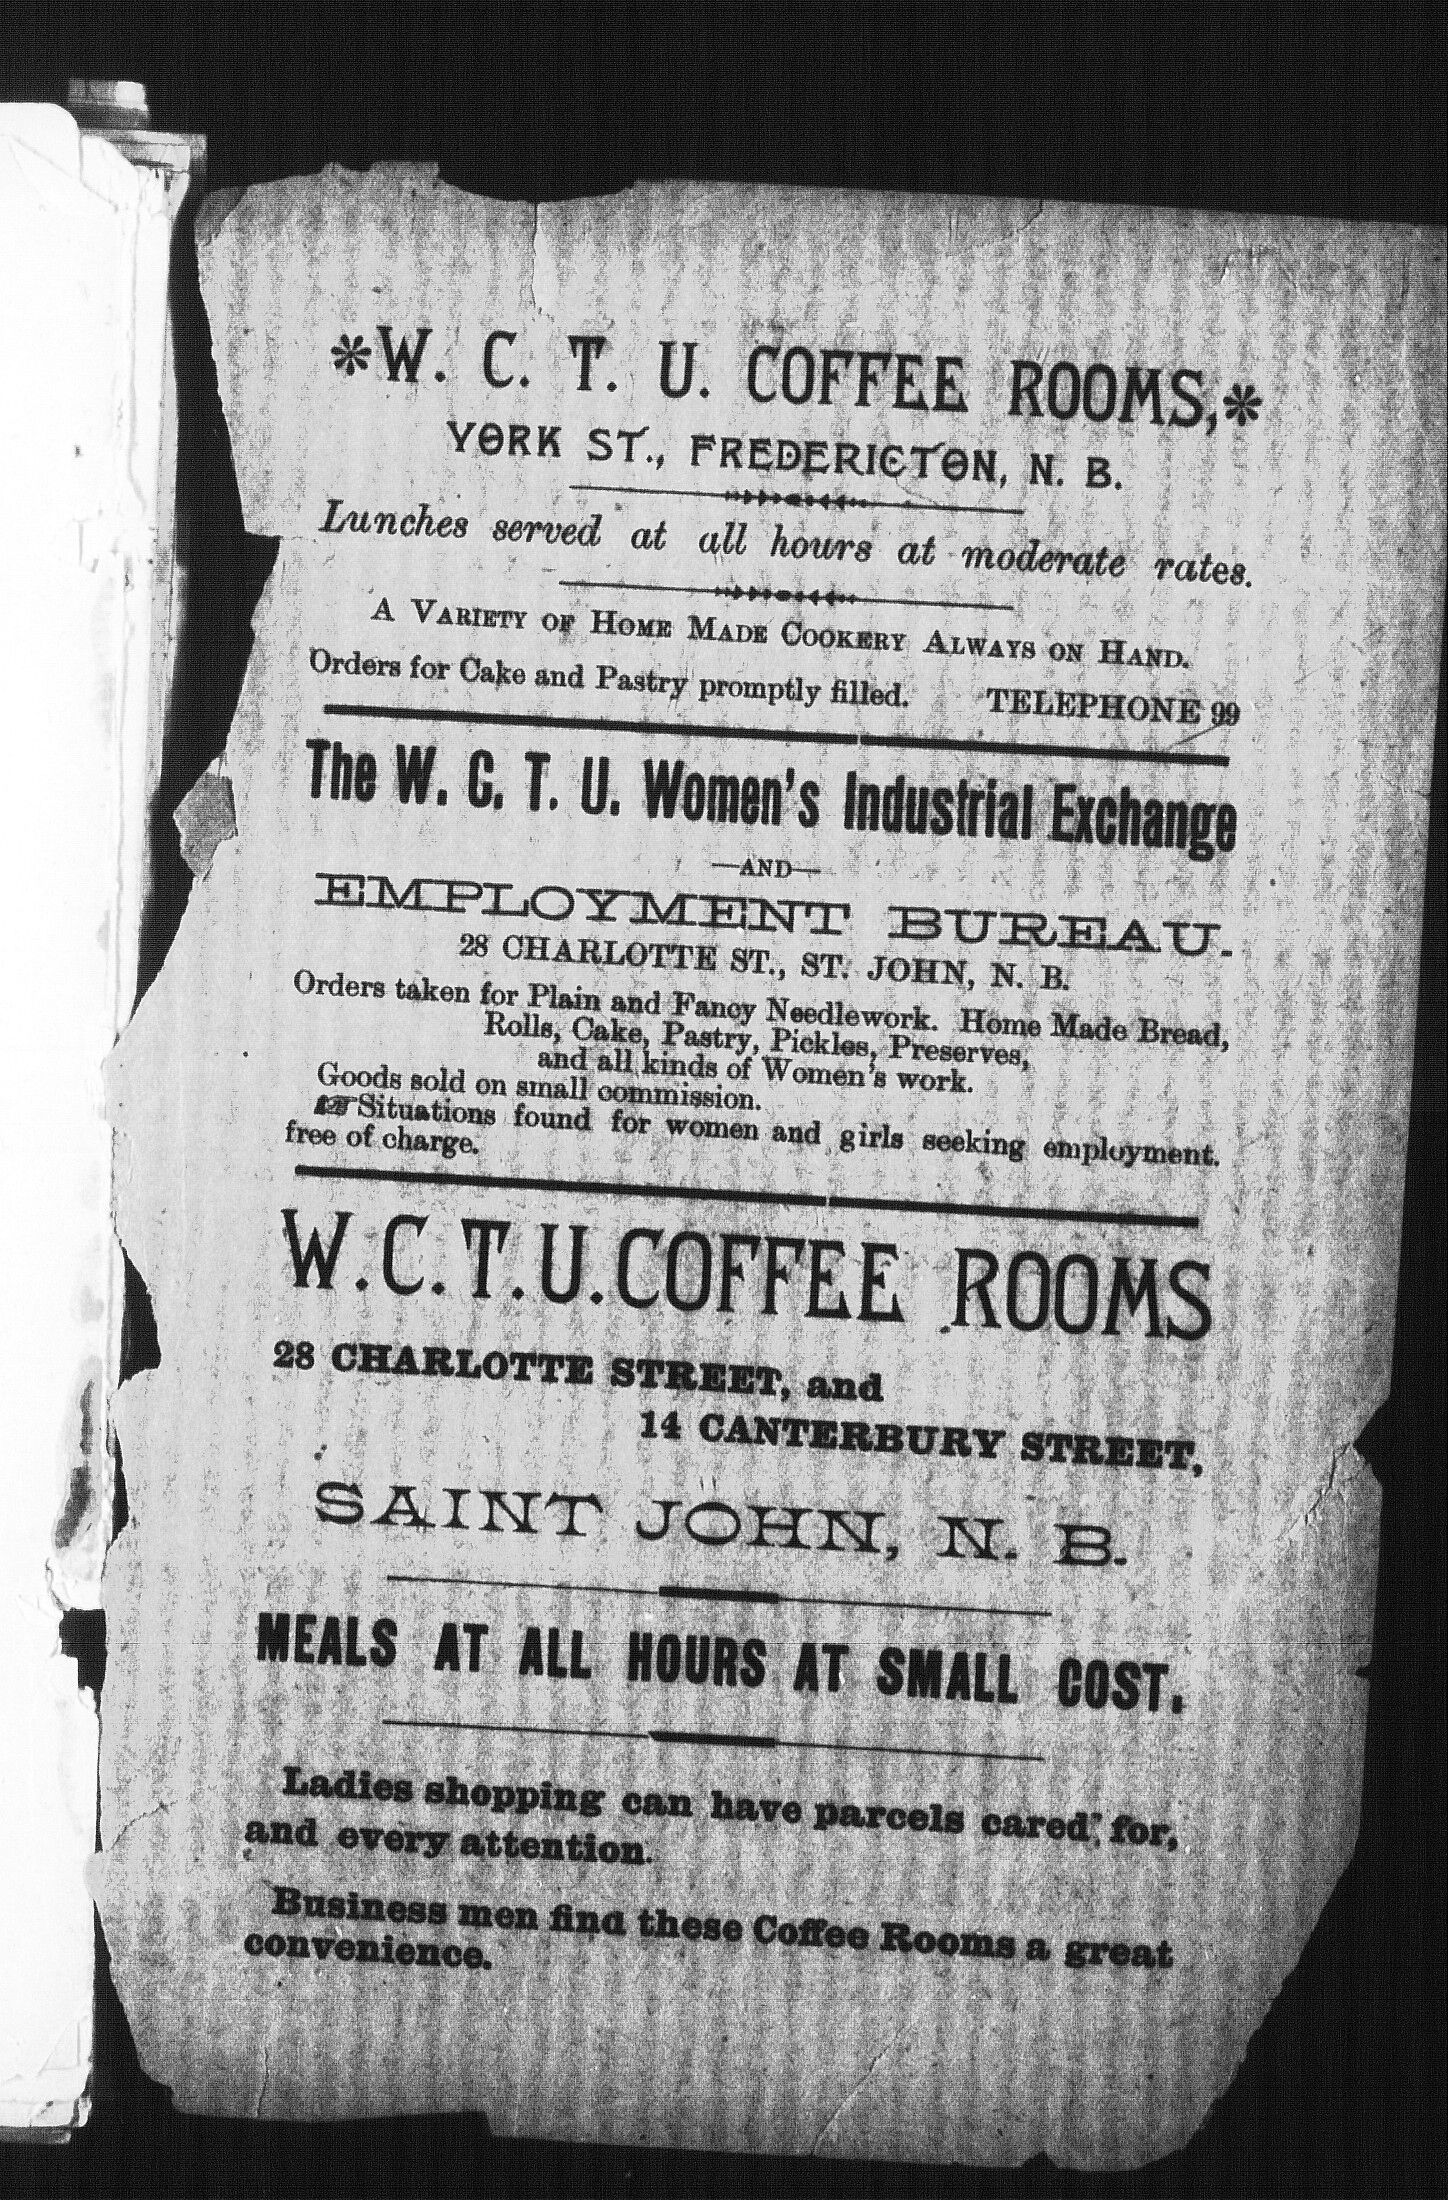 *W. C. T. U. COFFEE ROOMS,*
YORK ST., FREDERICTON, N. B.
Lunches served at all hours at moderate rates.
A VARIETY OF HOME MADE COOKERY ALWAYS ON HAND.
Orders for Cake and Pastry promptly filled. TELEPHONE 99
The W. C. T. U. Women's Industrial Exchange
—AND—
EMPLOYMENT BUREAU.
28 CHARLOTTE ST., ST. JOHN, N. B.
Orders taken for Plain and Fancy Needlework. Home Made Bread,
Rolls, Cake, Pastry, Pickles, Preserves,
and all kinds of Women's work.
Goods sold on small commission.
☞Situations found for women and girls seeking employment.
free of charge.
W.C.T.U.COFFEE ROOMS
28 CHARLOTTE STREET, and
14 CANTERBURY STREET,
SAINT JOHN, N. B.
MEALS AT ALL HOURS AT SMALL COST.
Ladies shopping can have parcels cared for,
and every attention.
Business men find these Coffee Rooms a great
convenience.